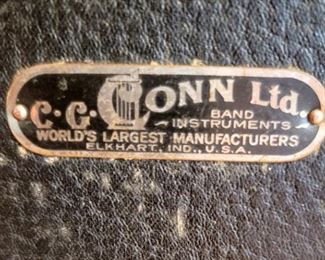 C. G. CONN Ltd.
BAND
INSTRUMENTS
WORLD'S LARGEST MANUFACTURERS
ELKHART, IND., U.S.A.